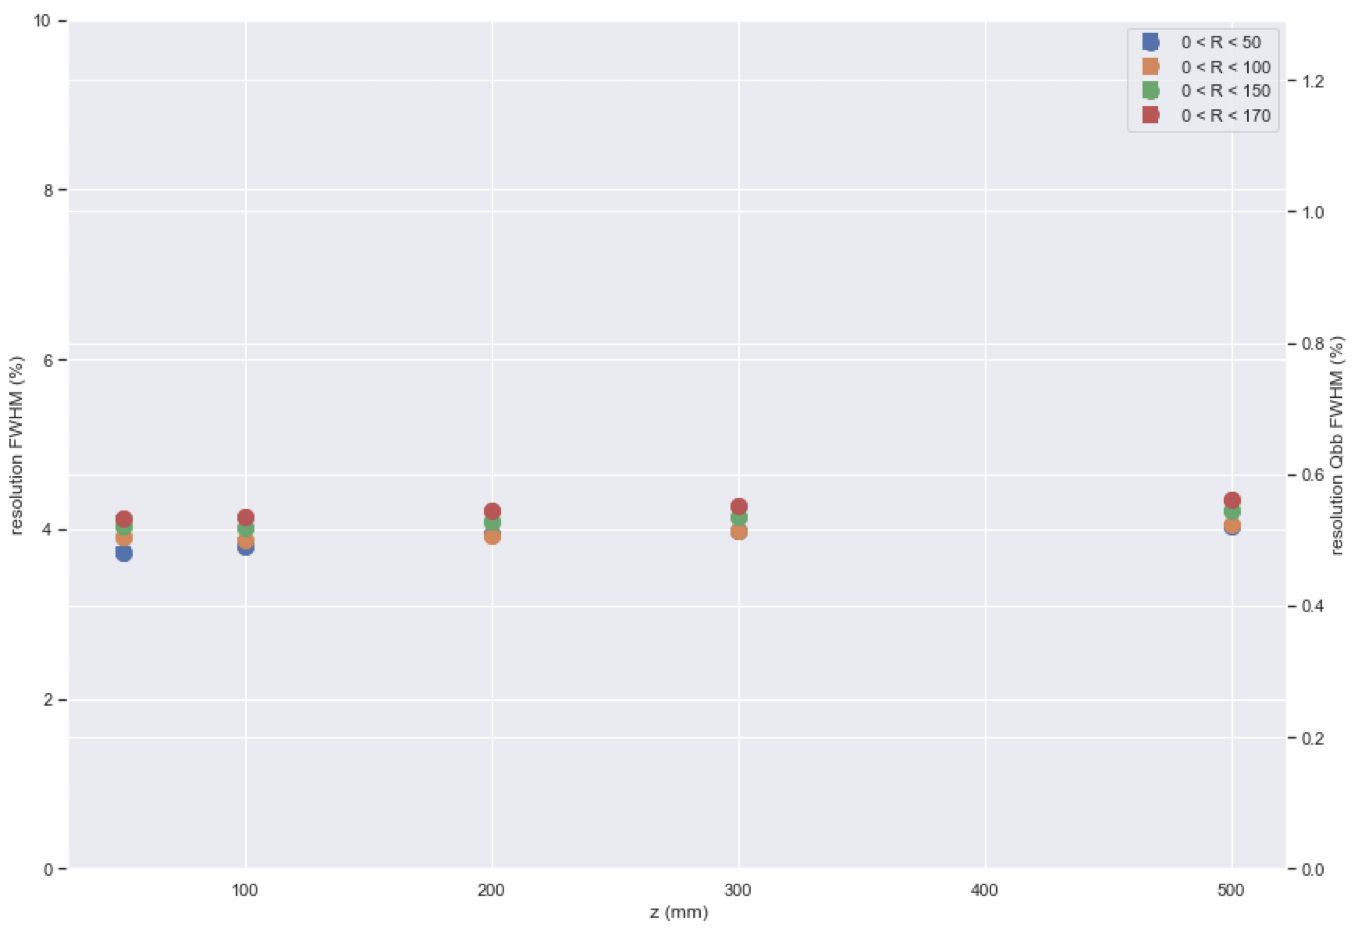 10
8
6
4
2
0
resolution FWHM (%)
0 < R < 50
0 < R < 100
0 < R < 150
0 < R < 170
1.2
1.0
0.8
0.6
0.4
0.2
0.0
resolution Qbb FWHM (%)
100 200 300 400 500
z (mm)